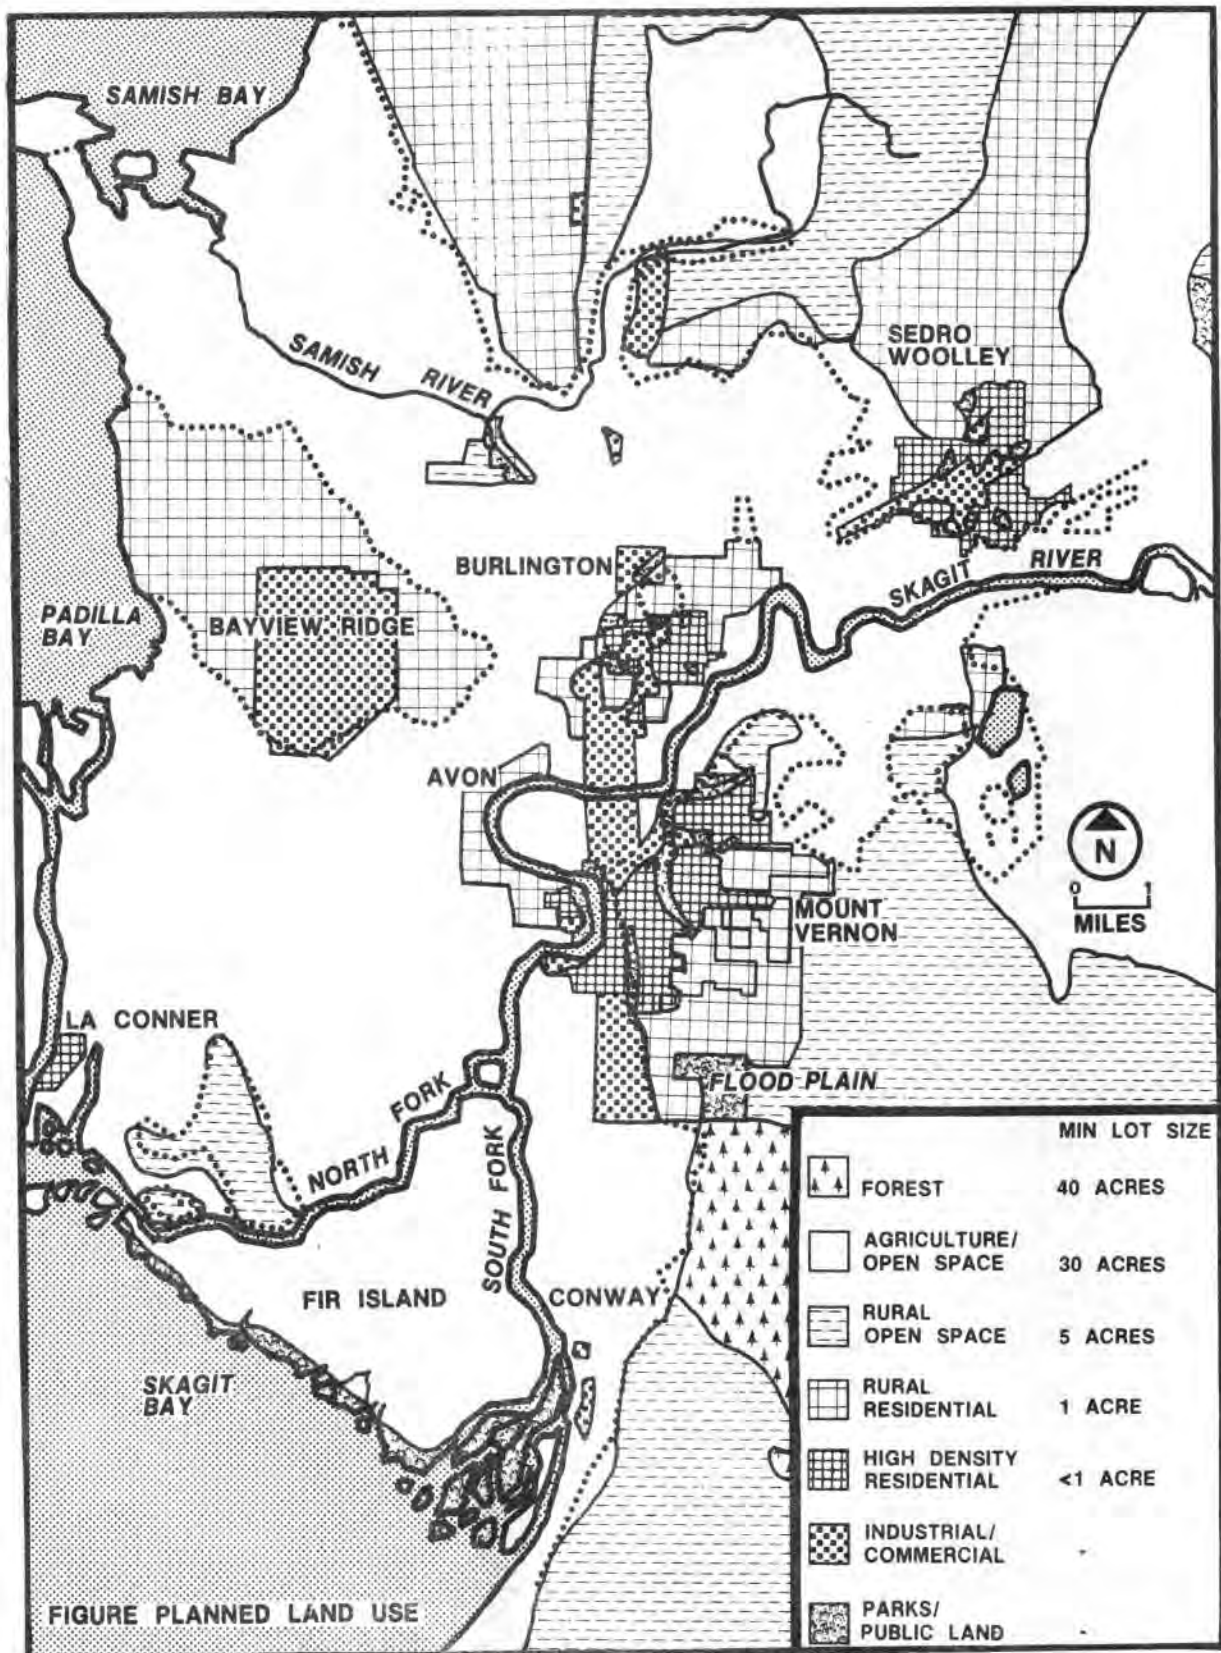 SAMISH BAY
SEDRO
WOOLLEY
SAMISH RIVER
BURLINGTON
SKAGIT RIVER
PADILLA
BAY
BAYVIEW RIDGE
AVON
N
0 1
MILES
MOUNT
VERNON
LA CONNER
FLOOD PLAIN
NORTH FORK
SOUTH FORK
FIR ISLAND
CONWAY
SKAGIT
BAY
FIGURE PLANNED LAND USE
MIN LOT SIZE
FOREST 40 ACRES
AGRICULTURE/
OPEN SPACE 30 ACRES
RURAL
OPEN SPACE 5 ACRES
RURAL
RESIDENTIAL 1 ACRE
HIGH DENSITY
RESIDENTIAL <1 ACRE
INDUSTRIAL/
COMMERCIAL -
PARKS/
PUBLIC LAND -